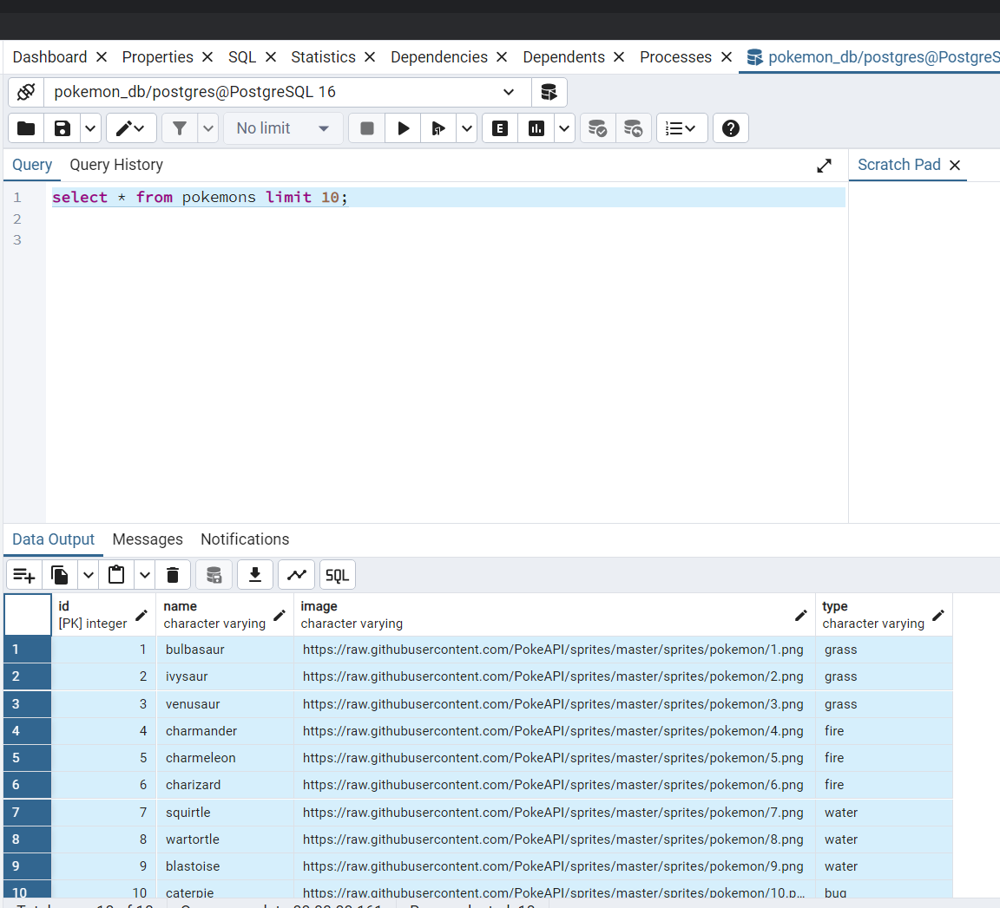 Dashboard Properties SQL Statistics Dependencies Dependents Processes pokemon_db/postgres@PostgreS
pokemon_db/postgres@PostgreSQL 16
No limit E
Query Query History Scratch Pad
1 select * from pokemons limit 10;
2
3
Data Output Messages Notifications
SQL
id name image type
[PK] integer character varying character varying character varying
1 1 bulbasaur https://raw.githubusercontent.com/PokeAPI/sprites/master/sprites/pokemon/1.png grass
2 2 ivysaur https://raw.githubusercontent.com/PokeAPI/sprites/master/sprites/pokemon/2.png grass
3 3 venusaur https://raw.githubusercontent.com/PokeAPI/sprites/master/sprites/pokemon/3.png grass
4 4 charmander https://raw.githubusercontent.com/PokeAPI/sprites/master/sprites/pokemon/4.png fire
5 5 charmeleon https://raw.githubusercontent.com/PokeAPI/sprites/master/sprites/pokemon/5.png fire
6 6 charizard https://raw.githubusercontent.com/PokeAPI/sprites/master/sprites/pokemon/6.png fire
7 7 squirtle https://raw.githubusercontent.com/PokeAPI/sprites/master/sprites/pokemon/7.png water
8 8 wartortle https://raw.githubusercontent.com/PokeAPI/sprites/master/sprites/pokemon/8.png water
9 9 blastoise https://raw.githubusercontent.com/PokeAPI/sprites/master/sprites/pokemon/9.png water
10 10 caterpie https://raw.githubusercontent.com/PokeAPI/sprites/master/sprites/pokemon/10.p... bug